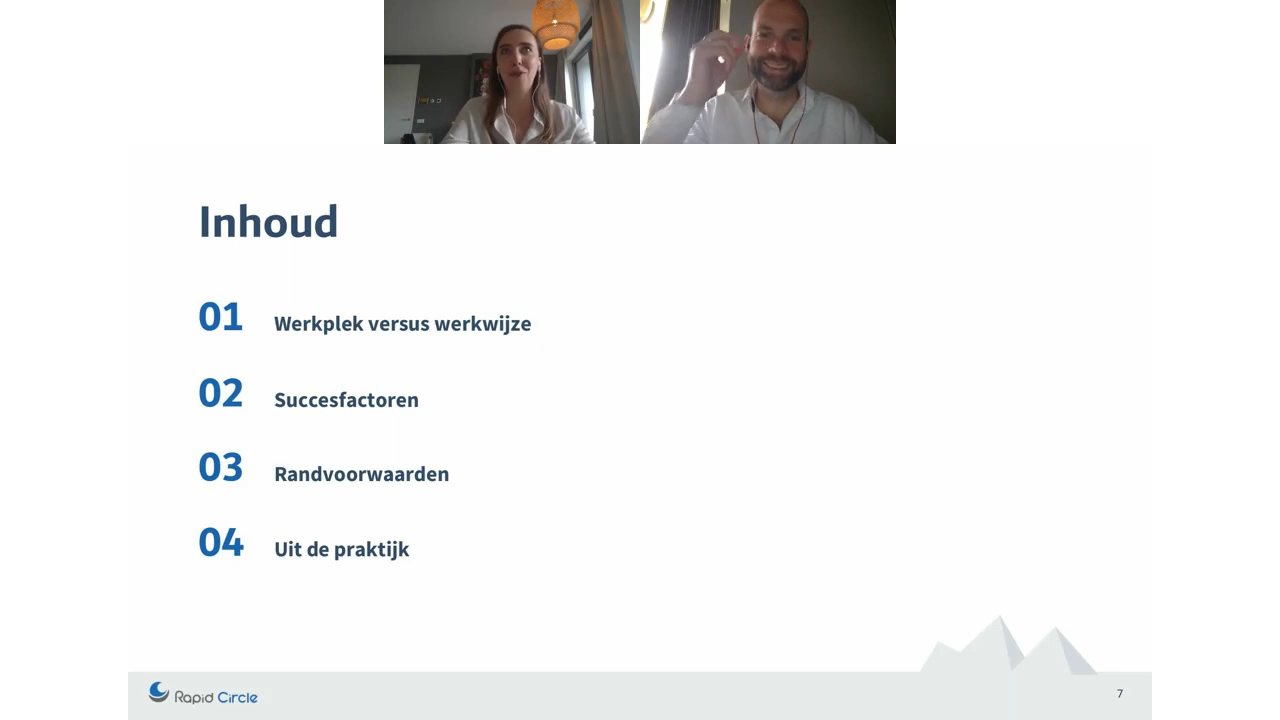 Inhoud
01 Werkplek versus werkwijze
02 Succesfactoren
03 Randvoorwaarden
04 Uit de praktijk
Rapid Circle
7